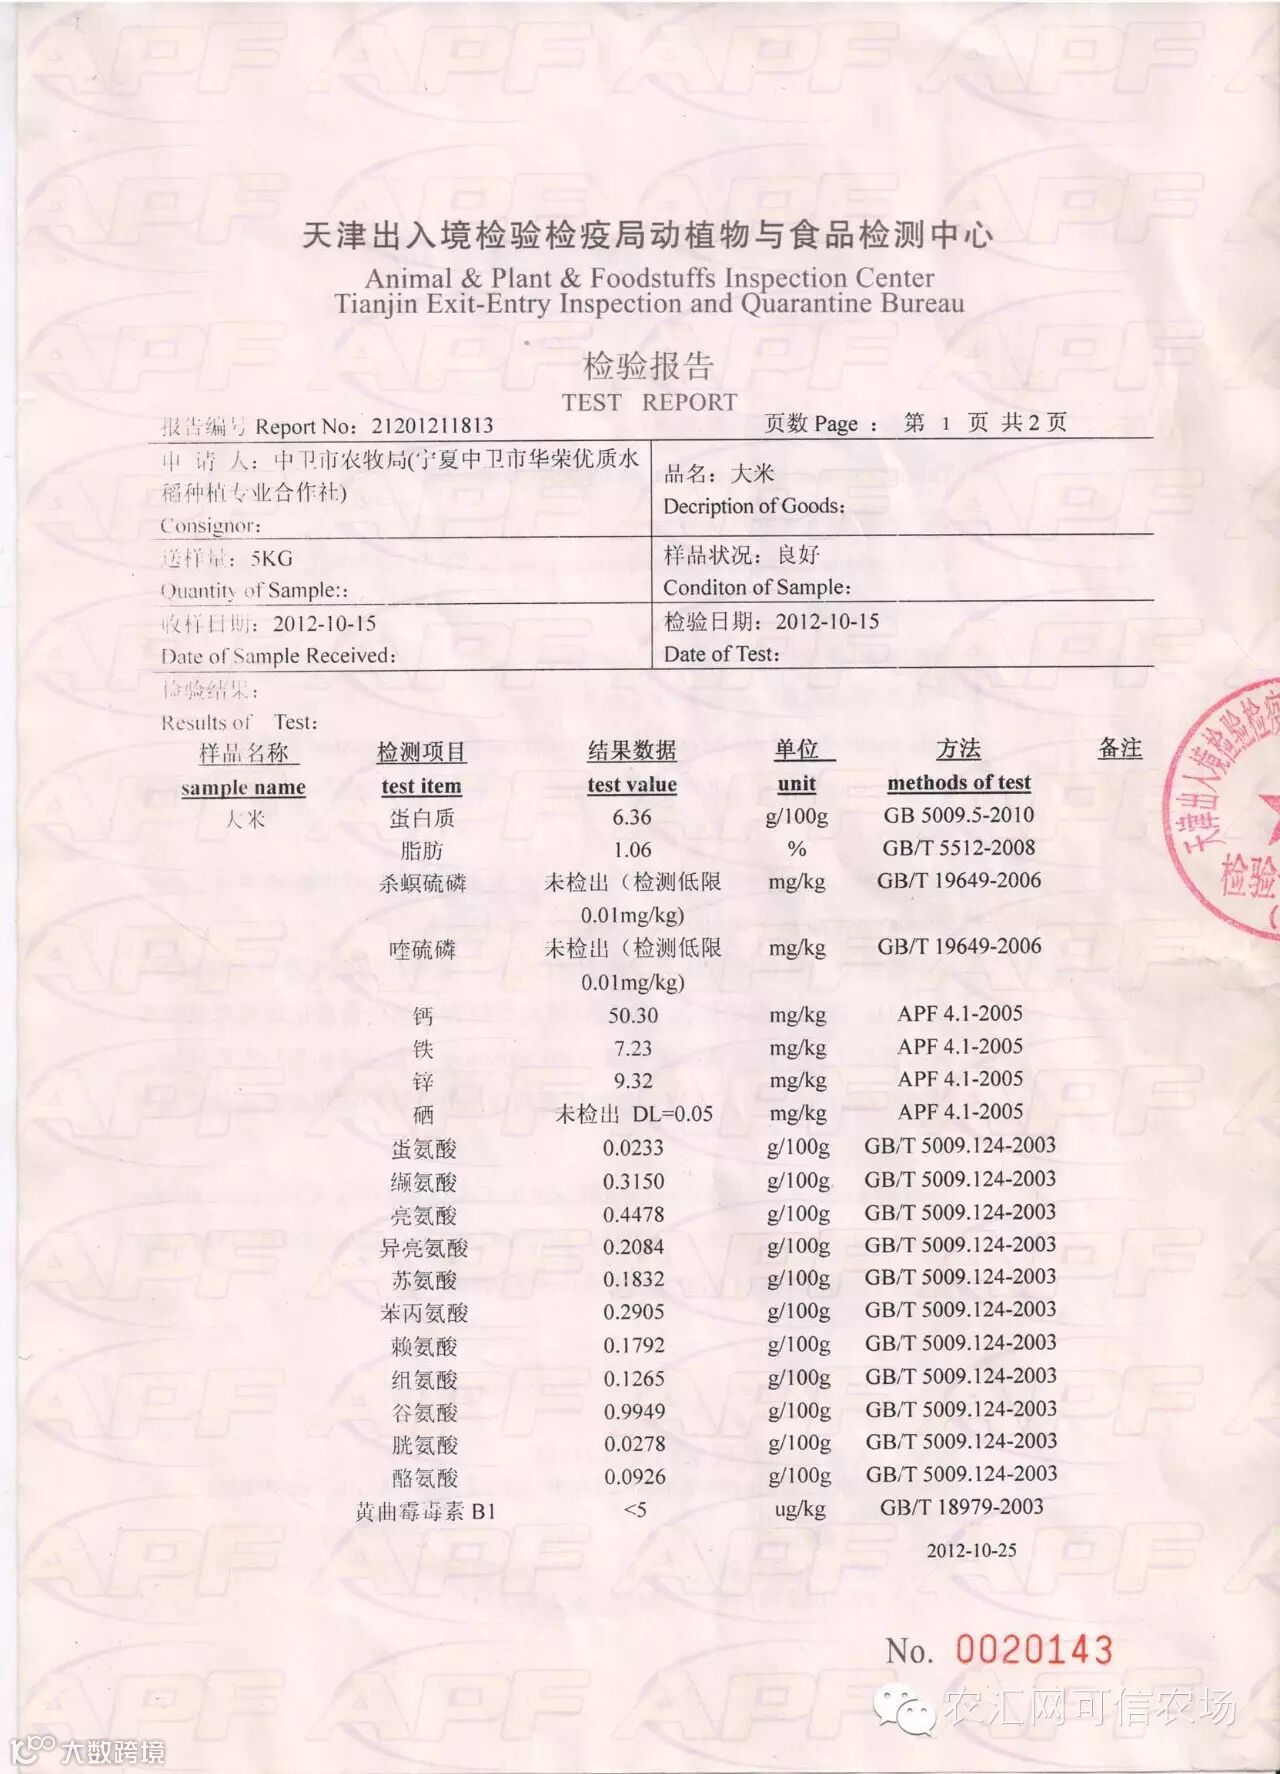 天津出入境检验检疫局动植物与食品检测中心
Animal & Plant & Foodstuffs Inspection Center
Tianjin Exit-Entry Inspection and Quarantine Bureau
检验报告
TEST REPORT
报告编号 Report No：21201211813 页数 Page ： 第 1 页 共 2 页
申 请 人：中卫市农牧局(宁夏中卫市华荣优质水
稻种植专业合作社)
Consignor：
品名：大米
Decription of Goods：
送样量：5KG
Quantity of Sample:：
样品状况：良好
Conditon of Sample：
收样日期：2012-10-15
Date of Sample Received：
检验日期：2012-10-15
Date of Test：
检验结果：
Results of Test：
样品名称 检测项目 结果数据 单位 方法 备注
sample name test item test value unit methods of test
大米 蛋白质 6.36 g/100g GB 5009.5-2010
脂肪 1.06 % GB/T 5512-2008
杀螟硫磷 未检出（检测低限 mg/kg GB/T 19649-2006
0.01mg/kg)
喹硫磷 未检出（检测低限 mg/kg GB/T 19649-2006
0.01mg/kg)
钙 50.30 mg/kg APF 4.1-2005
铁 7.23 mg/kg APF 4.1-2005
锌 9.32 mg/kg APF 4.1-2005
硒 未检出 DL=0.05 mg/kg APF 4.1-2005
蛋氨酸 0.0233 g/100g GB/T 5009.124-2003
缬氨酸 0.3150 g/100g GB/T 5009.124-2003
亮氨酸 0.4478 g/100g GB/T 5009.124-2003
异亮氨酸 0.2084 g/100g GB/T 5009.124-2003
苏氨酸 0.1832 g/100g GB/T 5009.124-2003
苯丙氨酸 0.2905 g/100g GB/T 5009.124-2003
赖氨酸 0.1792 g/100g GB/T 5009.124-2003
组氨酸 0.1265 g/100g GB/T 5009.124-2003
谷氨酸 0.9949 g/100g GB/T 5009.124-2003
胱氨酸 0.0278 g/100g GB/T 5009.124-2003
酪氨酸 0.0926 g/100g GB/T 5009.124-2003
黄曲霉毒素 B1 <5 ug/kg GB/T 18979-2003
2012-10-25
天津出入境检验检疫
检验
No. 0020143
农汇网可信农场
大数跨境